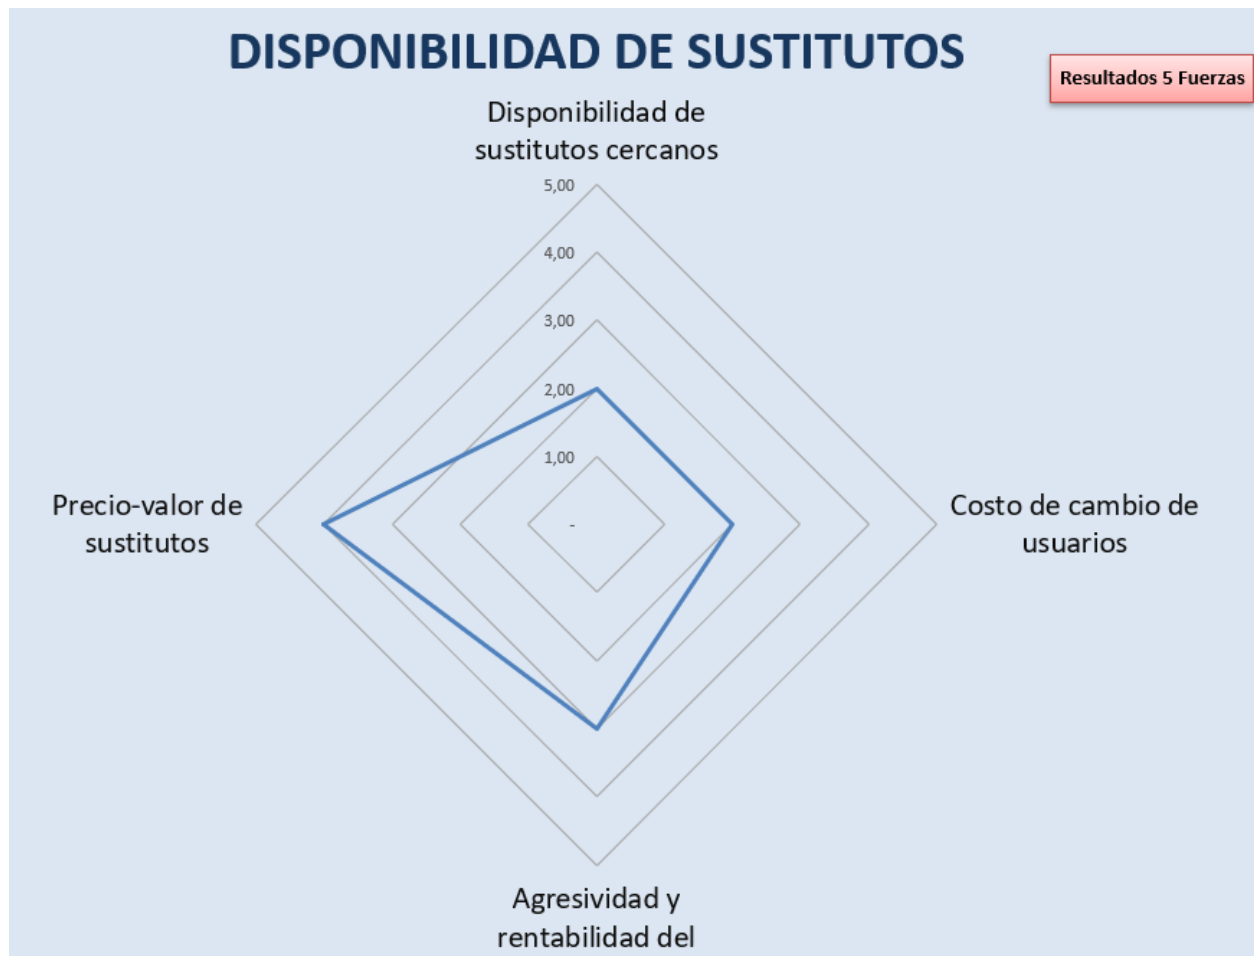 DISPONIBILIDAD DE SUSTITUTOS
Resultados 5 Fuerzas
Disponibilidad de
sustitutos cercanos
5,00
4,00
3,00
2,00
1,00
-
Precio-valor de
sustitutos
Costo de cambio de
usuarios
Agresividad y
rentabilidad del